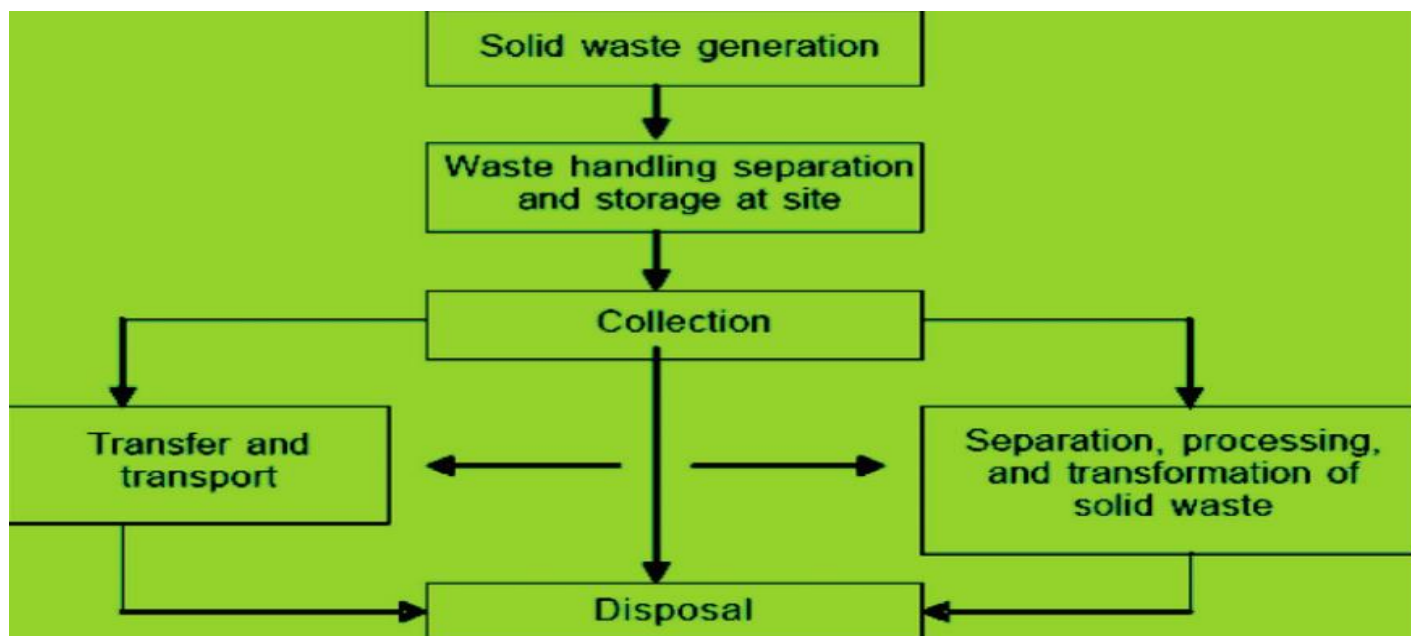 Solid waste generation
Waste handling separation
and storage at site
Collection
Transfer and
transport
Separation, processing,
and transformation of
solid waste
Disposal